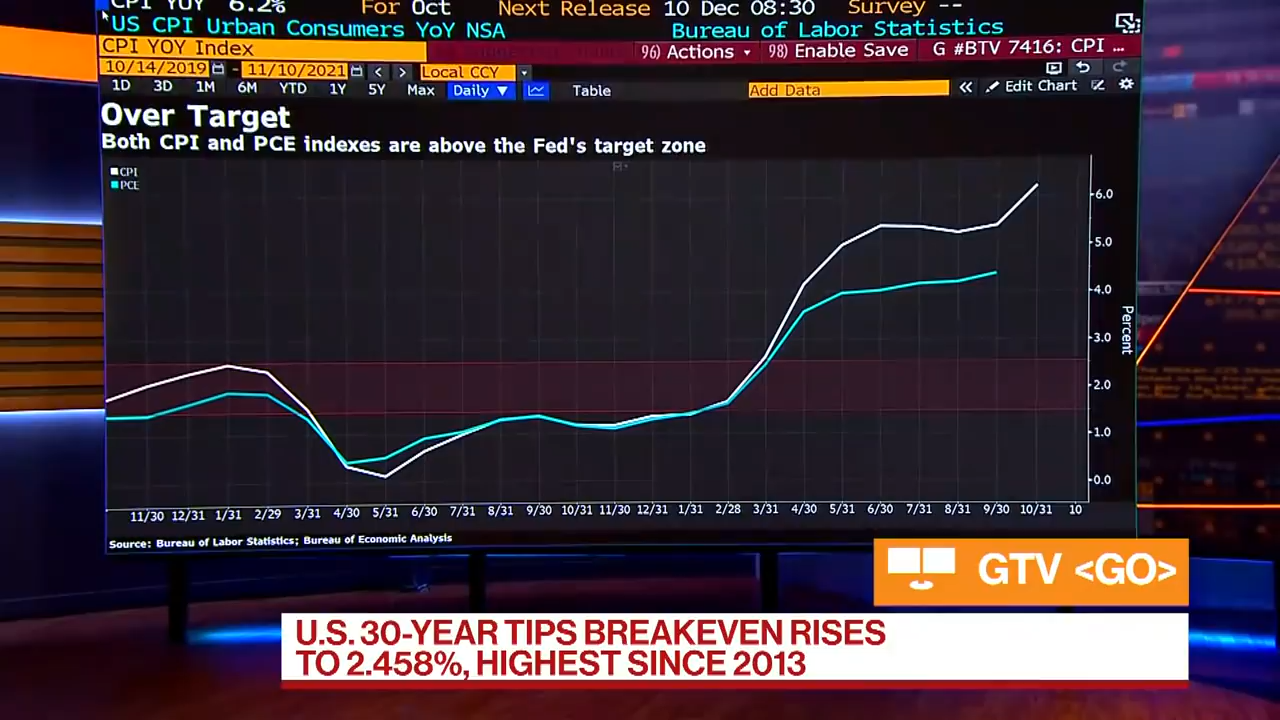 CPI YOY 6.2% For Oct Next Release 10 Dec 08:30 Survey --
US CPI Urban Consumers YoY NSA Bureau of Labor Statistics
CPI YOY Index 96) Actions 98) Enable Save G #BTV 7416: CPI ...
10/14/2019 - 11/10/2021 < > Local CCY
1D 3D 1M 6M YTD 1Y 5Y Max Daily ▼ Table Add Data « Edit Chart
Over Target
Both CPI and PCE indexes are above the Fed's target zone
CPI
PCE
6.0
5.0
4.0
3.0
2.0
1.0
0.0
Percent
11/30 12/31 1/31 2/29 3/31 4/30 5/31 6/30 7/31 8/31 9/30 10/31 11/30 12/31 1/31 2/28 3/31 4/30 5/31 6/30 7/31 8/31 9/30 10/31 10
Source: Bureau of Labor Statistics; Bureau of Economic Analysis
GTV <GO>
U.S. 30-YEAR TIPS BREAKEVEN RISES
TO 2.458%, HIGHEST SINCE 2013